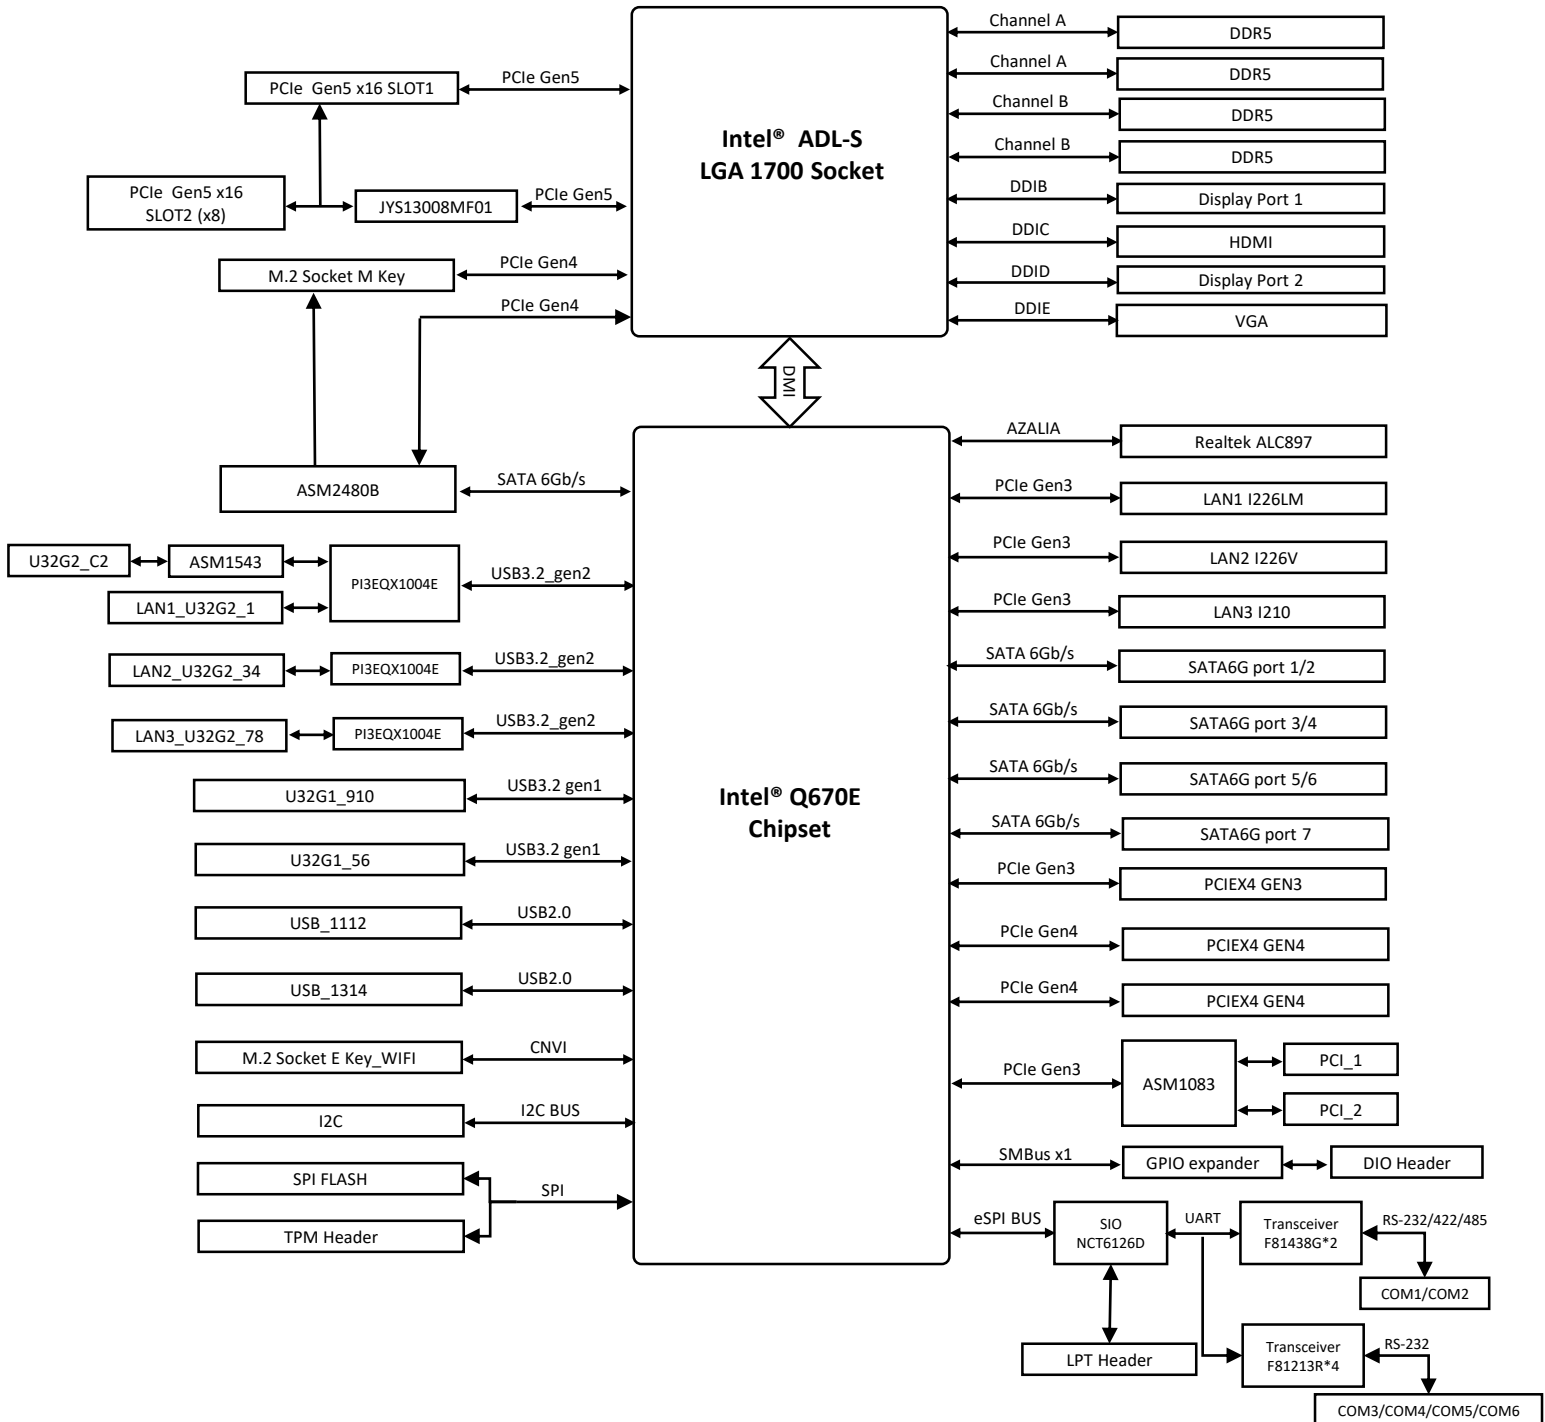 Channel A
DDR5
Channel A
DDR5
Channel B
DDR5
Channel B
DDR5
DDIB
Display Port 1
DDIC
HDMI
DDID
Display Port 2
DDIE
VGA
PCIe Gen5 x16 SLOT1
PCIe Gen5
PCIe Gen5 x16
SLOT2 (x8)
JYS13008MF01
PCIe Gen5
M.2 Socket M Key
PCIe Gen4
PCIe Gen4
Intel® ADL-S
LGA 1700 Socket
DMI
ASM2480B
SATA 6Gb/s
U32G2_C2
ASM1543
PI3EQX1004E
USB3.2_gen2
LAN1_U32G2_1
LAN2_U32G2_34
PI3EQX1004E
USB3.2_gen2
LAN3_U32G2_78
PI3EQX1004E
USB3.2_gen2
U32G1_910
USB3.2 gen1
U32G1_56
USB3.2 gen1
USB_1112
USB2.0
USB_1314
USB2.0
M.2 Socket E Key_WIFI
CNVI
I2C
I2C BUS
SPI FLASH
SPI
TPM Header
Intel® Q670E
Chipset
AZALIA
Realtek ALC897
PCIe Gen3
LAN1 I226LM
PCIe Gen3
LAN2 I226V
PCIe Gen3
LAN3 I210
SATA 6Gb/s
SATA6G port 1/2
SATA 6Gb/s
SATA6G port 3/4
SATA 6Gb/s
SATA6G port 5/6
SATA 6Gb/s
SATA6G port 7
PCIe Gen3
PCIEX4 GEN3
PCIe Gen4
PCIEX4 GEN4
PCIe Gen4
PCIEX4 GEN4
PCIe Gen3
ASM1083
PCI_1
PCI_2
SMBus x1
GPIO expander
DIO Header
eSPI BUS
SIO
NCT6126D
UART
Transceiver
F81438G*2
RS-232/422/485
COM1/COM2
LPT Header
Transceiver
F81213R*4
RS-232
COM3/COM4/COM5/COM6